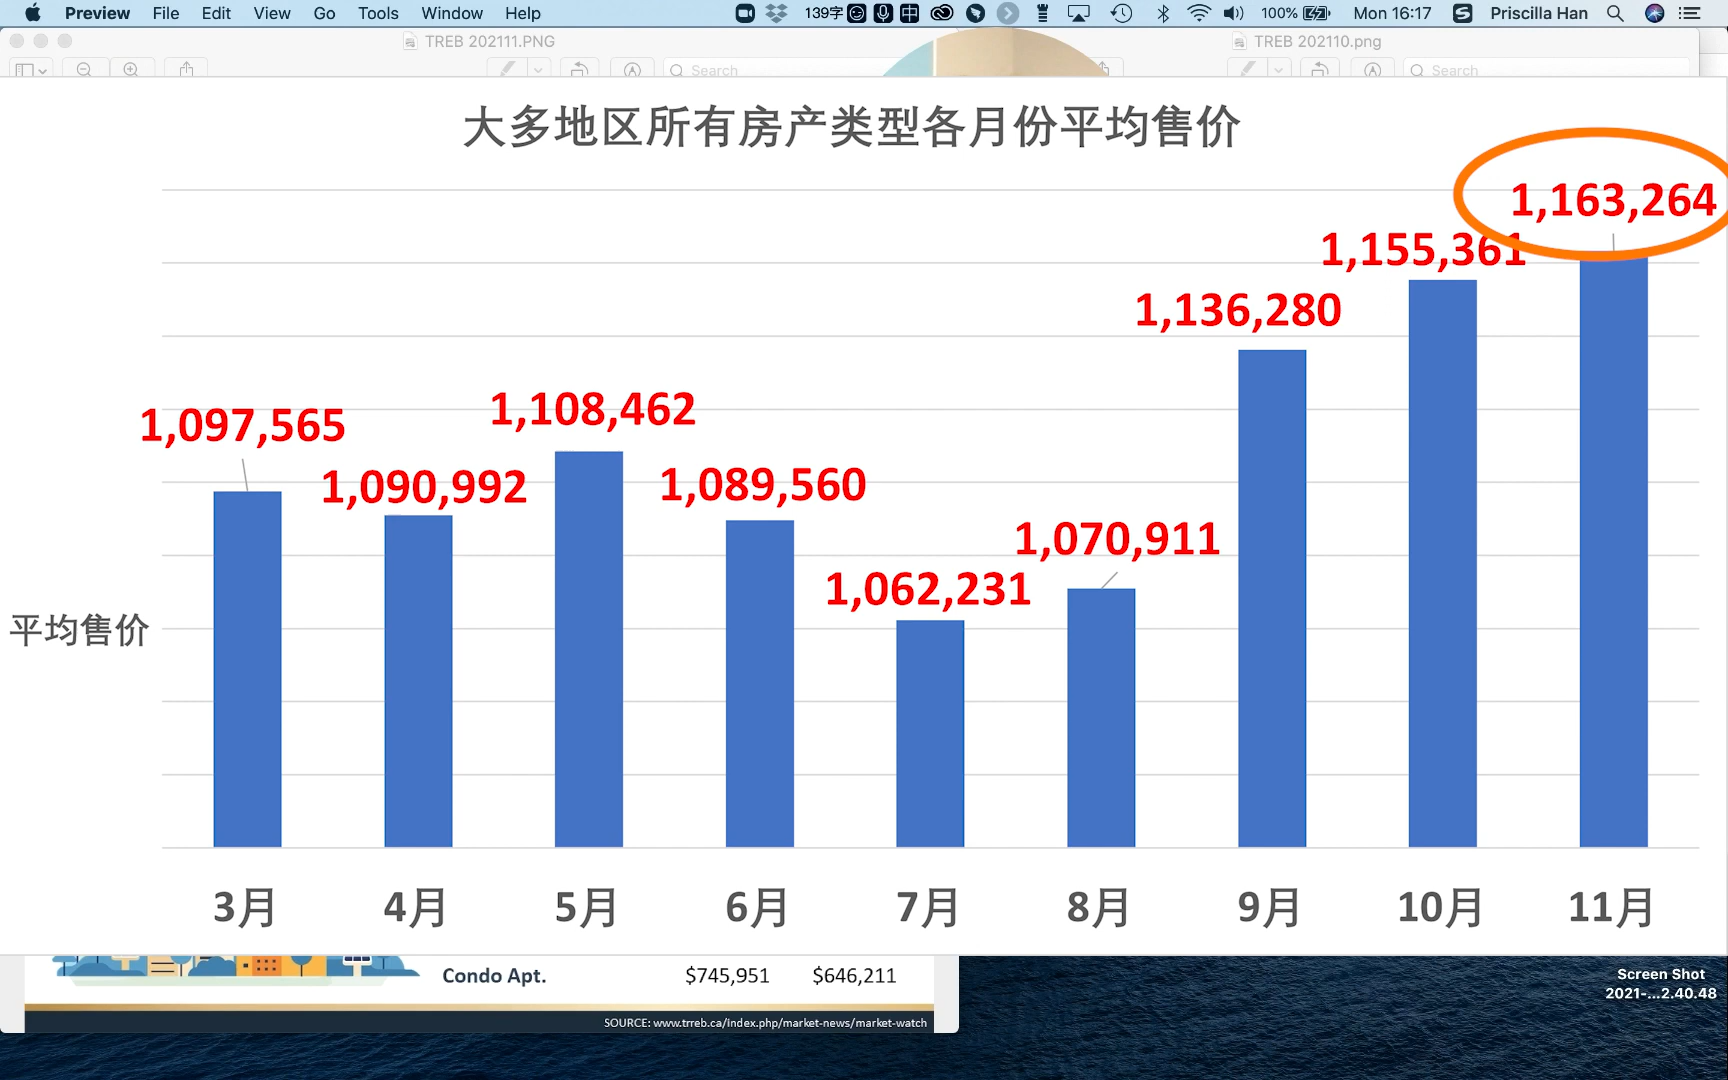 Preview File Edit View Go Tools Window Help 139字 中 100% Mon 16:17 Priscilla Han
TREB 202111.PNG
TREB 202110.png
Search
Search
大多地区所有房产类型各月份平均售价
1,163,264
1,155,361
1,136,280
1,108,462
1,097,565
1,090,992
1,089,560
1,070,911
1,062,231
平均售价
3月 4月 5月 6月 7月 8月 9月 10月 11月
Condo Apt. $745,951 $646,211
SOURCE: www.trreb.ca/index.php/market-news/market-watch
Screen Shot
2021-...2.40.48